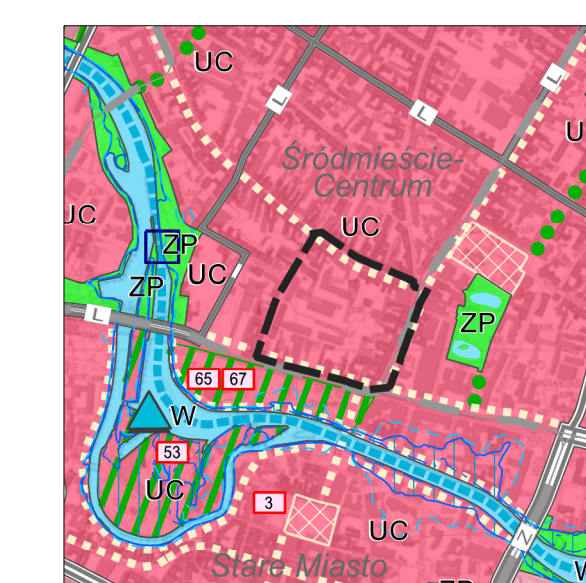 UC
L
L
L
U
Śródmieście-
Centrum
UC
UC
ZP
UC
ZP
L
ZP
65
67
W
53
UC
3
UC
Z
Stare Miasto